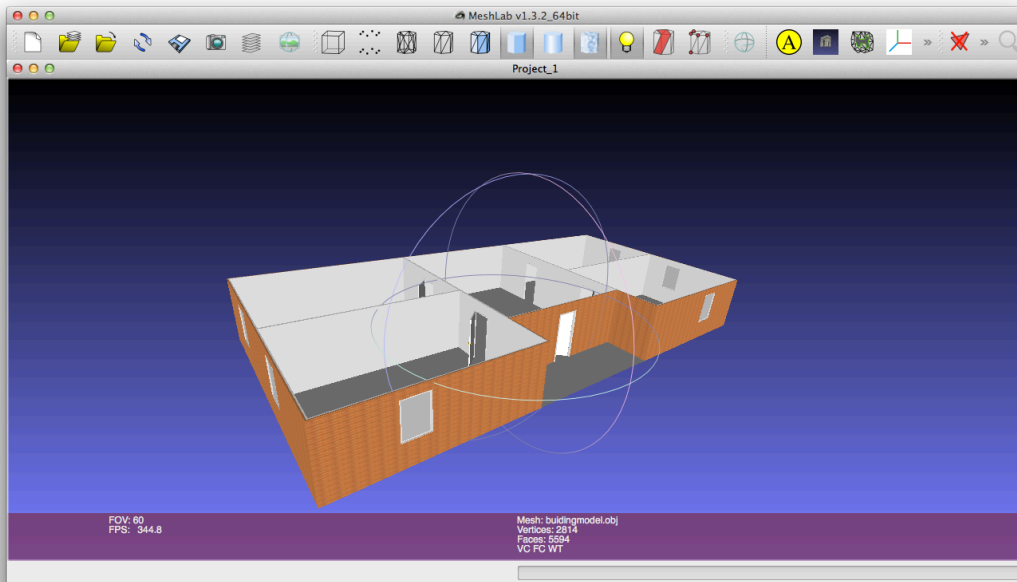 MeshLab v1.3.2_64bit
A
Project_1
FOV: 60
FPS: 344.8
Mesh: buidingmodel.obj
Vertices: 2814
Faces: 5594
VC FC WT